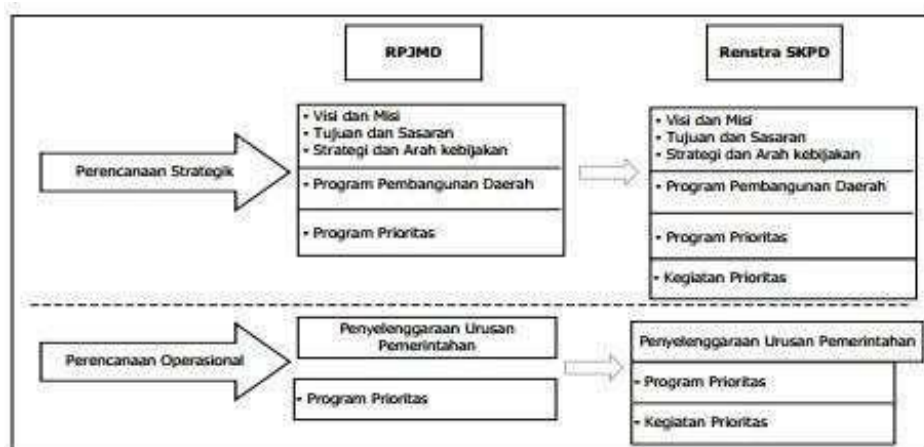 RPJMD
Renstra SKPD
Perencanaan Strategik
- Visi dan Misi
- Tujuan dan Sasaran
- Strategi dan Arah kebijakan
- Program Pembangunan Daerah
- Program Prioritas
- Visi dan Misi
- Tujuan dan Sasaran
- Strategi dan Arah kebijakan
- Program Pembangunan Daerah
- Program Prioritas
- Kegiatan Prioritas
Perencanaan Operasional
Penyelenggaraan Urusan
Pemerintahan
- Program Prioritas
Penyelenggaraan Urusan Pemerintahan
- Program Prioritas
- Kegiatan Prioritas